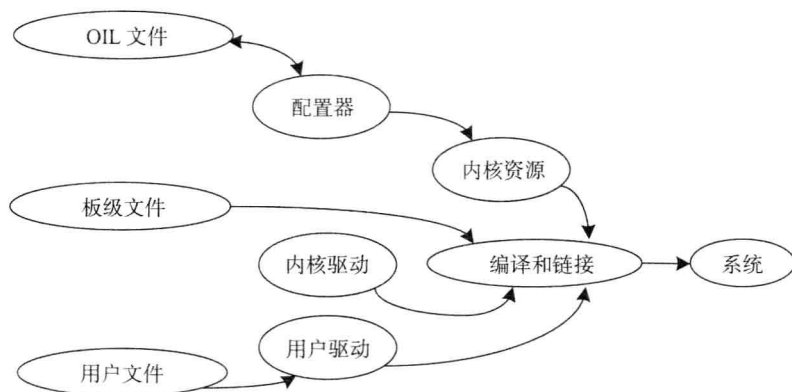 OIL 文件
配置器
内核资源
板级文件
内核驱动
编译和链接
系统
用户驱动
用户文件